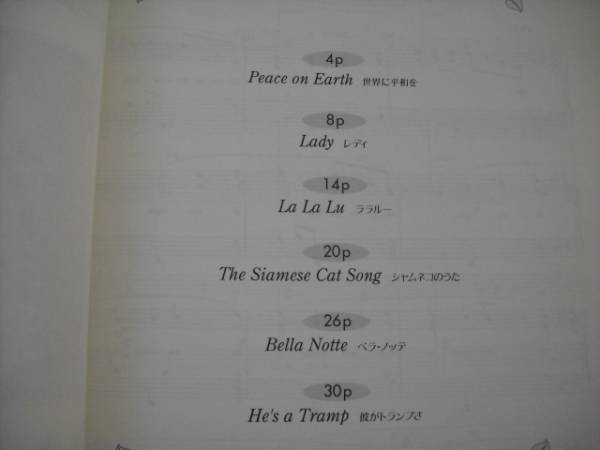 4p
Peace on Earth 世界に平和を
8p
Lady レディ
14p
La La Lu ララルー
20p
The Siamese Cat Song シャムネコのうた
26p
Bella Notte ベラ・ノッテ
30p
He's a Tramp 彼がトランプさ